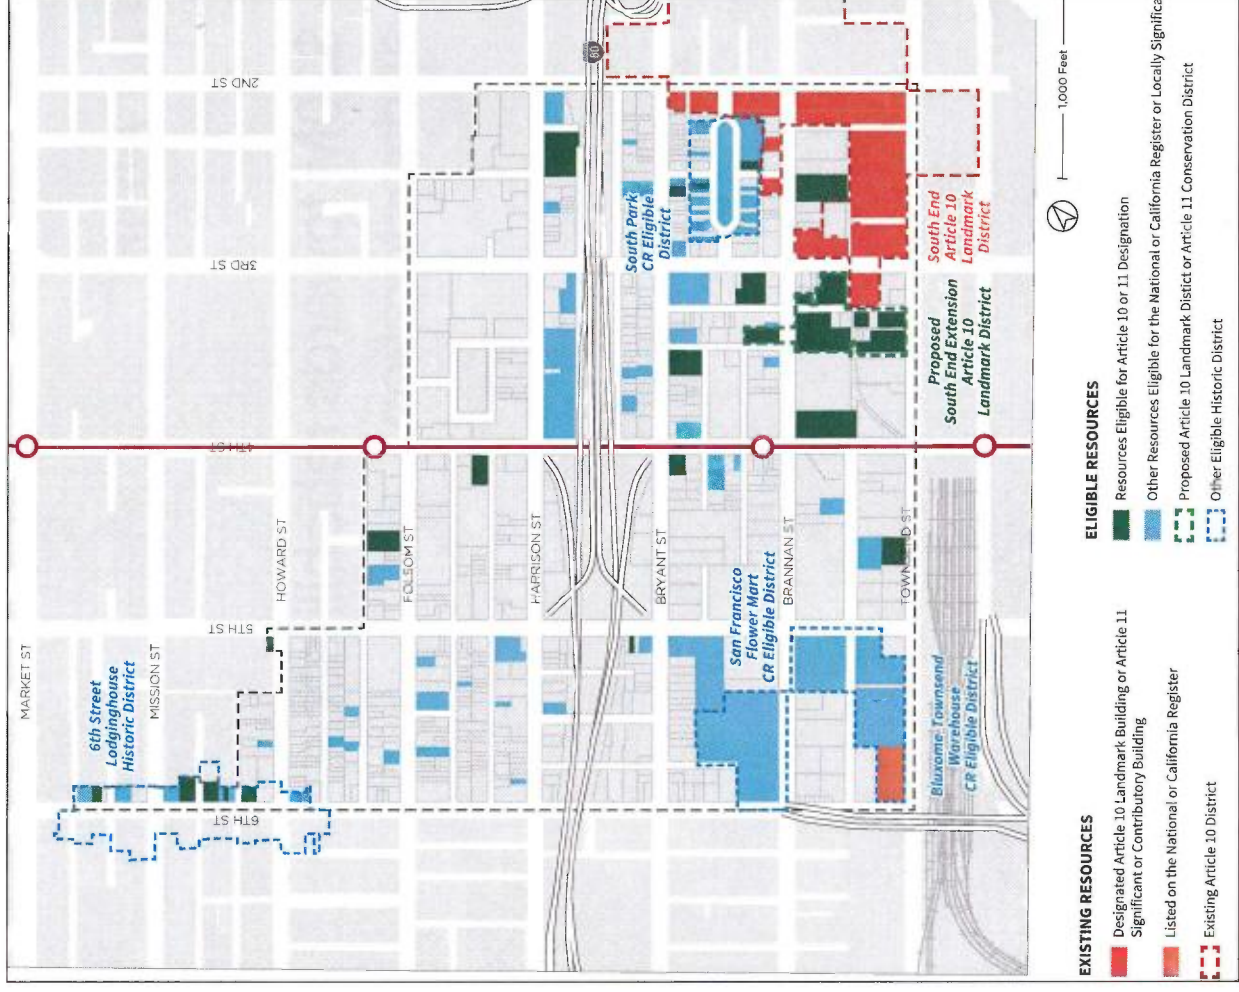 MARKET ST
MISSION ST
HOWARD ST
FOLSOM ST
HARRISON ST
BRYANT ST
BRANNAN ST
TOWNSEND ST
2ND ST
3RD ST
4TH ST
5TH ST
6TH ST
80
6th Street
Lodginghouse
Historic District
South Park
CR Eligible
District
San Francisco
Flower Mart
CR Eligible District
Bluxome Townsend
Warehouse
CR Eligible District
Proposed
South End Extension
Article 10
Landmark District
South End
Article 10
Landmark
District
1,000 Feet
EXISTING RESOURCES
Designated Article 10 Landmark Building or Article 11
Significant or Contributory Building
Listed on the National or California Register
Existing Article 10 District
ELIGIBLE RESOURCES
Resources Eligible for Article 10 or 11 Designation
Other Resources Eligible for the National or California Register or Locally Significa
Proposed Article 10 Landmark District or Article 11 Conservation District
Other Eligible Historic District